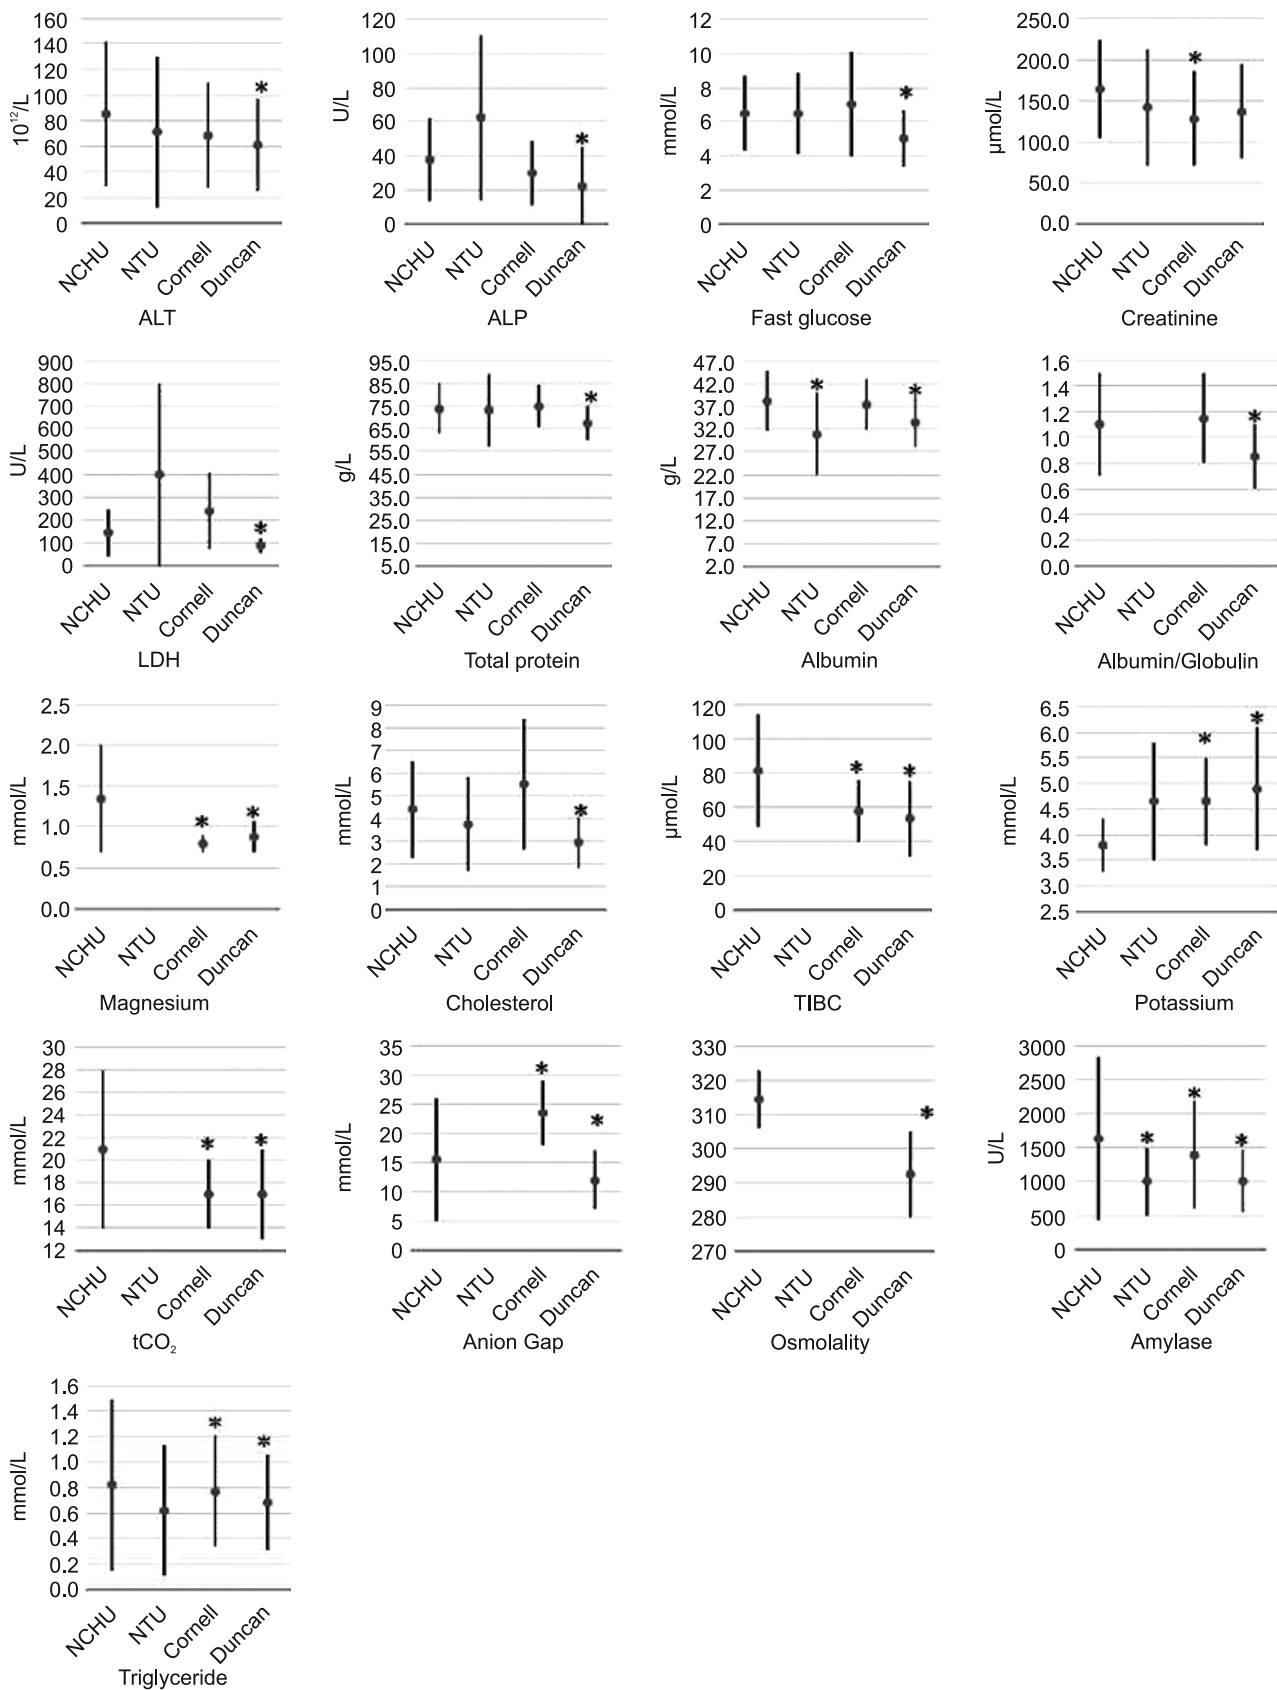 160
140
120
100
80
60
40
20
0
10¹²/L
*
NCHU
NTU
Cornell
Duncan
ALT
120
100
80
60
40
20
0
U/L
*
NCHU
NTU
Cornell
Duncan
ALP
12
10
8
6
4
2
0
mmol/L
*
NCHU
NTU
Cornell
Duncan
Fast glucose
250.0
200.0
150.0
100.0
50.0
0.0
µmol/L
*
NCHU
NTU
Cornell
Duncan
Creatinine
900
800
700
600
500
400
300
200
100
0
U/L
*
NCHU
NTU
Cornell
Duncan
LDH
95.0
85.0
75.0
65.0
55.0
45.0
35.0
25.0
15.0
5.0
g/L
*
NCHU
NTU
Cornell
Duncan
Total protein
47.0
42.0
37.0
32.0
27.0
22.0
17.0
12.0
7.0
2.0
g/L
* *
NCHU
NTU
Cornell
Duncan
Albumin
1.6
1.4
1.2
1.0
0.8
0.6
0.4
0.2
0.0
*
NCHU
NTU
Cornell
Duncan
Albumin/Globulin
2.5
2.0
1.5
1.0
0.5
0.0
mmol/L
* *
NCHU
NTU
Cornell
Duncan
Magnesium
9
8
7
6
5
4
3
2
1
0
mmol/L
*
NCHU
NTU
Cornell
Duncan
Cholesterol
120
100
80
60
40
20
0
µmol/L
* *
NCHU
NTU
Cornell
Duncan
TIBC
6.5
6.0
5.5
5.0
4.5
4.0
3.5
3.0
2.5
mmol/L
* *
NCHU
NTU
Cornell
Duncan
Potassium
30
28
26
24
22
20
18
16
14
12
mmol/L
* *
NCHU
NTU
Cornell
Duncan
tCO₂
35
30
25
20
15
10
5
0
mmol/L
* *
NCHU
NTU
Cornell
Duncan
Anion Gap
330
320
310
300
290
280
270
*
NCHU
NTU
Cornell
Duncan
Osmolality
3000
2500
2000
1500
1000
500
0
U/L
* * *
NCHU
NTU
Cornell
Duncan
Amylase
1.6
1.4
1.2
1.0
0.8
0.6
0.4
0.2
0.0
mmol/L
* *
NCHU
NTU
Cornell
Duncan
Triglyceride